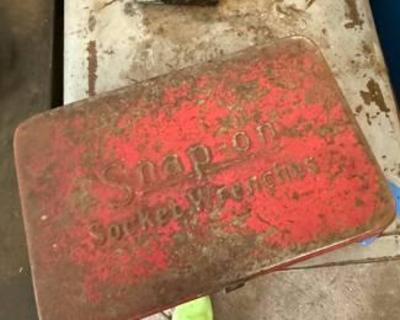 Snap-on
Socket Wrenches